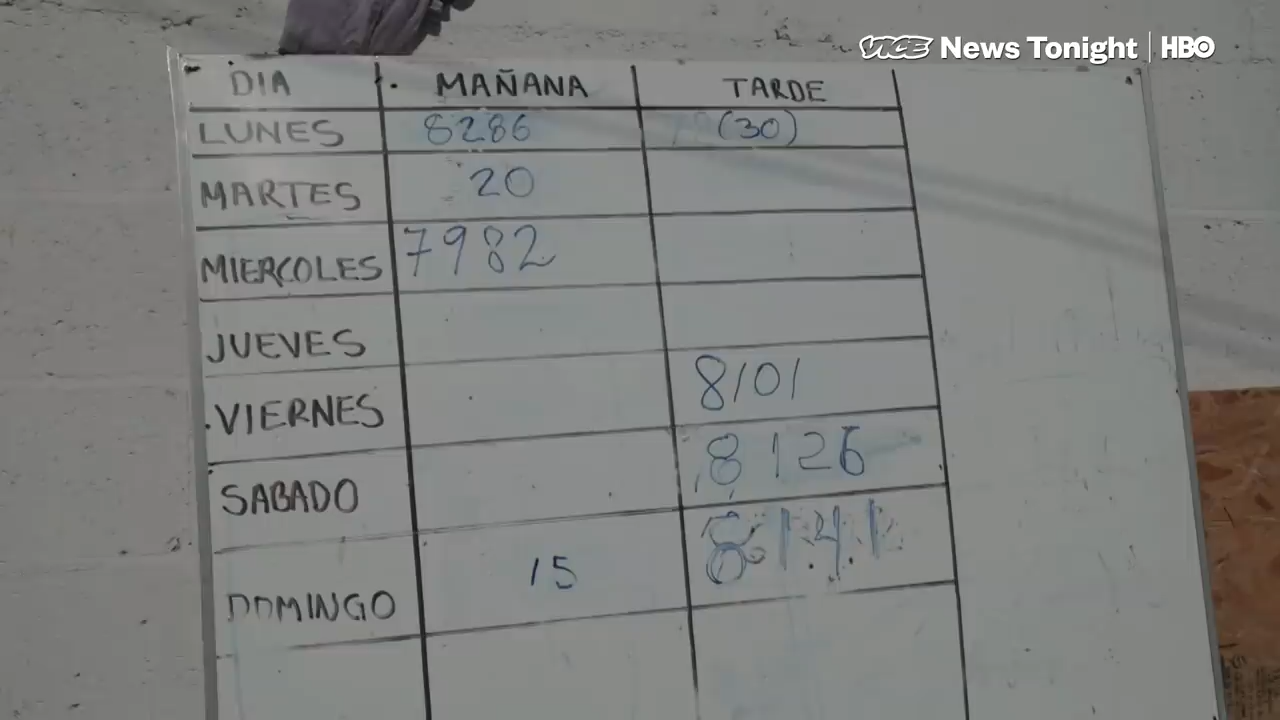 VICE News Tonight | HBO
DIA MAÑANA TARDE
LUNES 8286 (30)
MARTES 20
MIERCOLES 7982
JUEVES
VIERNES 8101
SABADO 8126
DOMINGO 15 8141